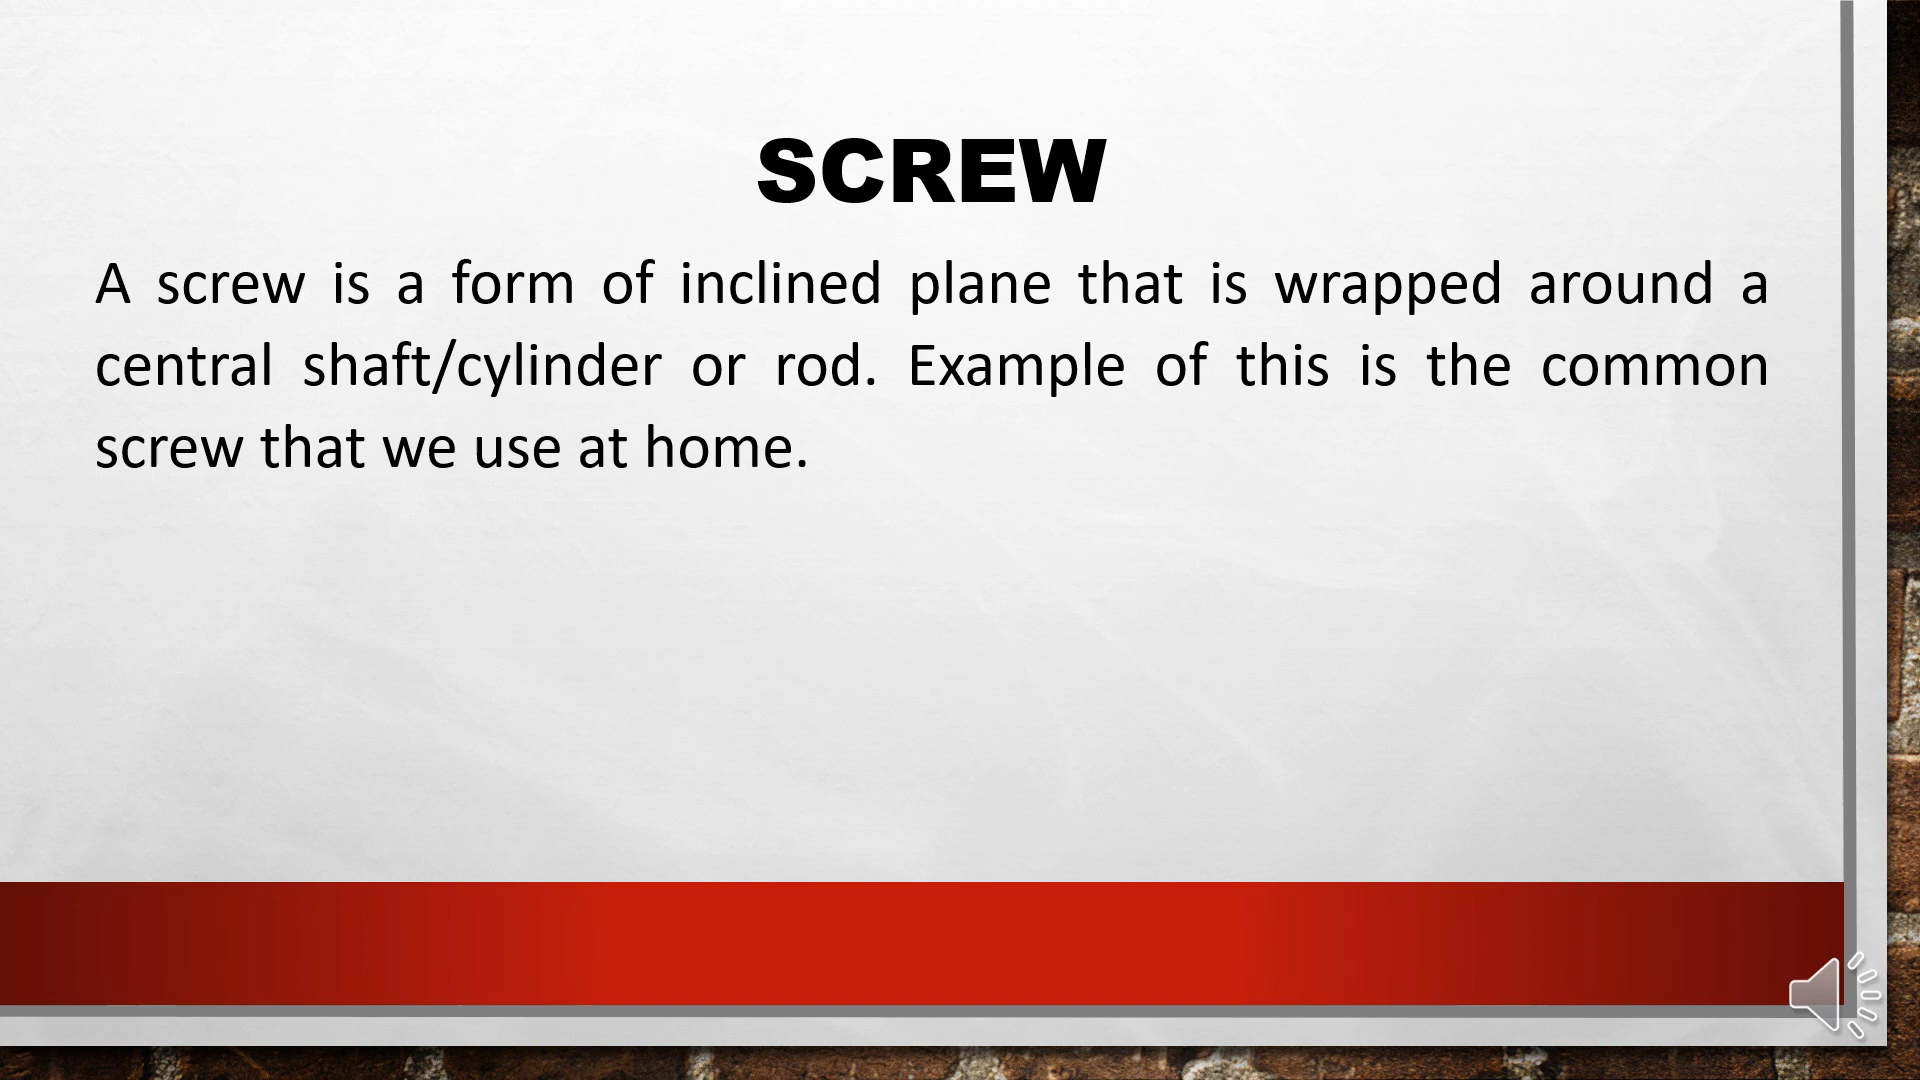 SCREW
A screw is a form of inclined plane that is wrapped around a
central shaft/cylinder or rod. Example of this is the common
screw that we use at home.